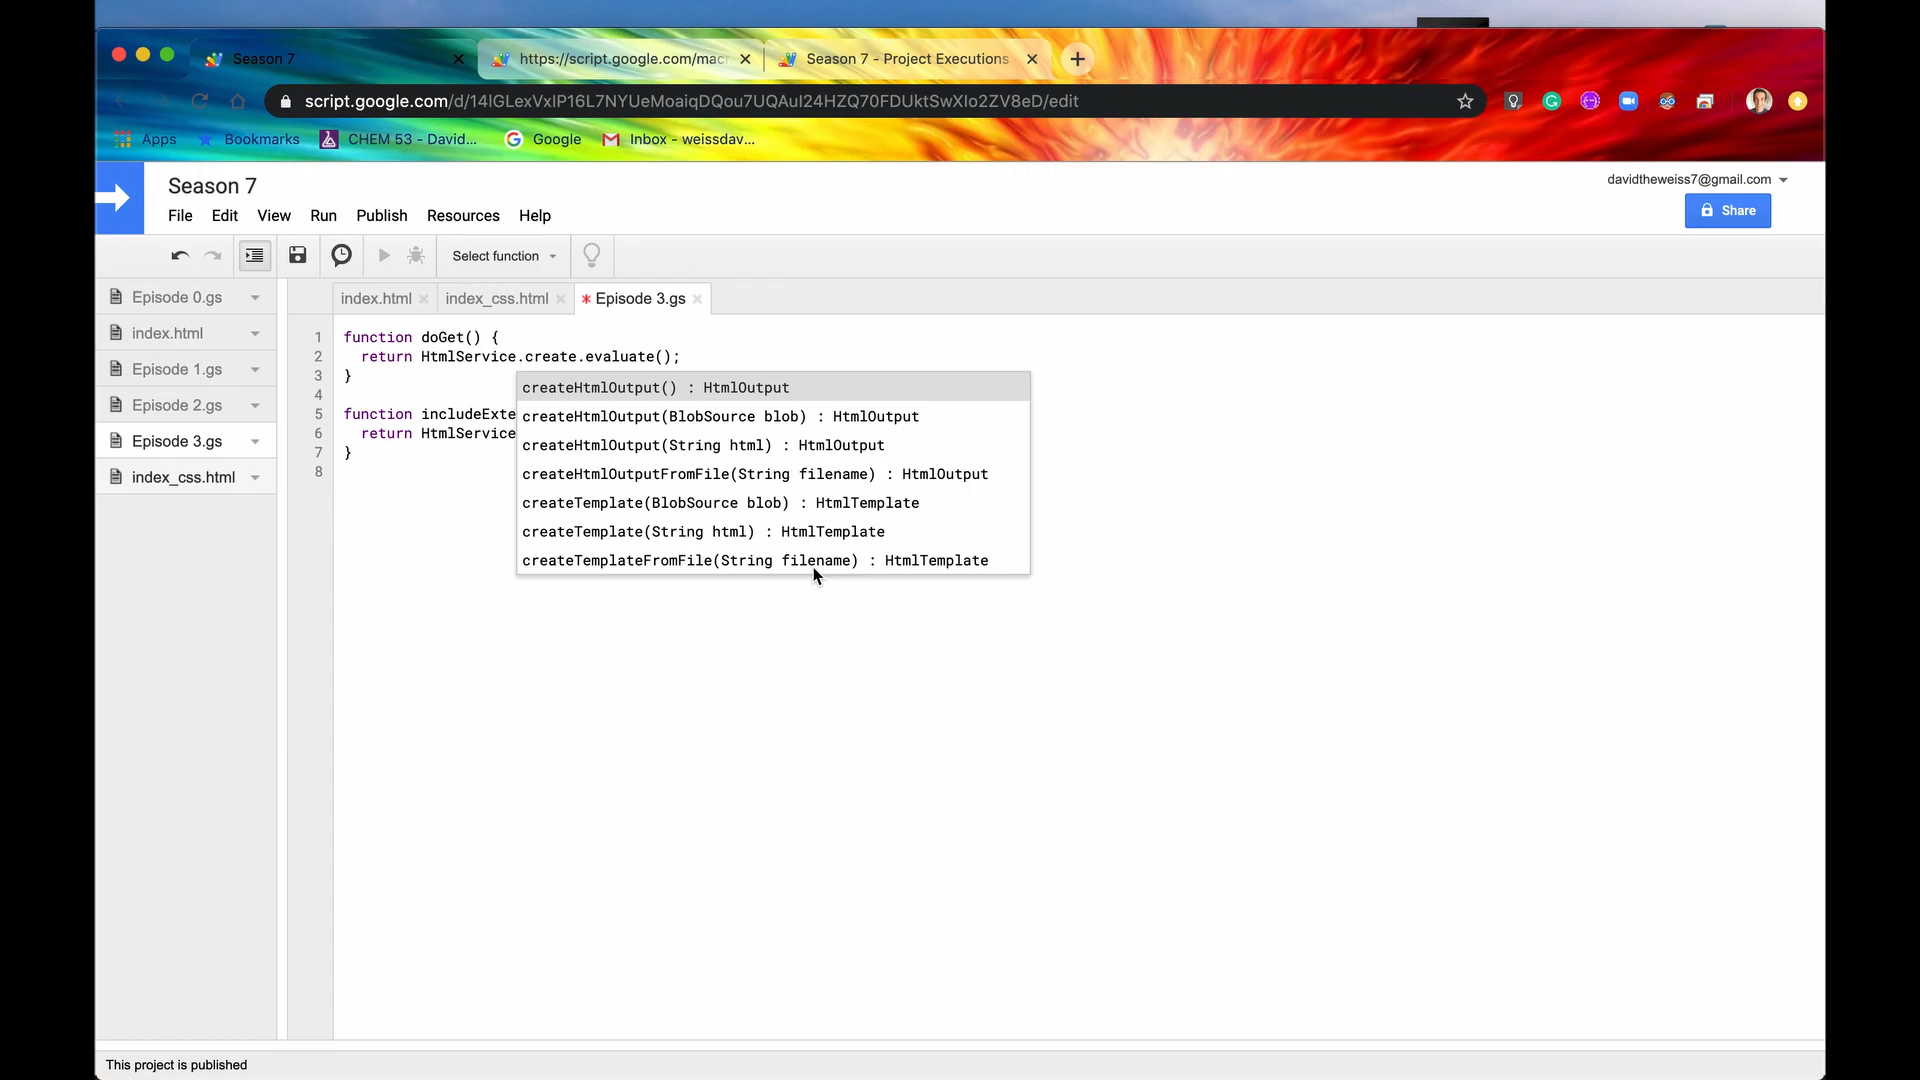 Season 7
https://script.google.com/macr
Season 7 - Project Executions
script.google.com/d/14lGLexVxIP16L7NYUeMoaiqDQou7UQAuI24HZQ70FDUktSwXIo2ZV8eD/edit
Apps
Bookmarks
CHEM 53 - David...
Google
Inbox - weissdav...
Season 7
davidtheweiss7@gmail.com
File Edit View Run Publish Resources Help
Share
Select function
Episode 0.gs
index.html
Episode 1.gs
Episode 2.gs
Episode 3.gs
index_css.html
index.html
index_css.html
* Episode 3.gs
1 function doGet() {
2 return HtmlService.create.evaluate();
3 }
4
5 function includeExte
6 return HtmlService
7 }
8
createHtmlOutput() : HtmlOutput
createHtmlOutput(BlobSource blob) : HtmlOutput
createHtmlOutput(String html) : HtmlOutput
createHtmlOutputFromFile(String filename) : HtmlOutput
createTemplate(BlobSource blob) : HtmlTemplate
createTemplate(String html) : HtmlTemplate
createTemplateFromFile(String filename) : HtmlTemplate
This project is published